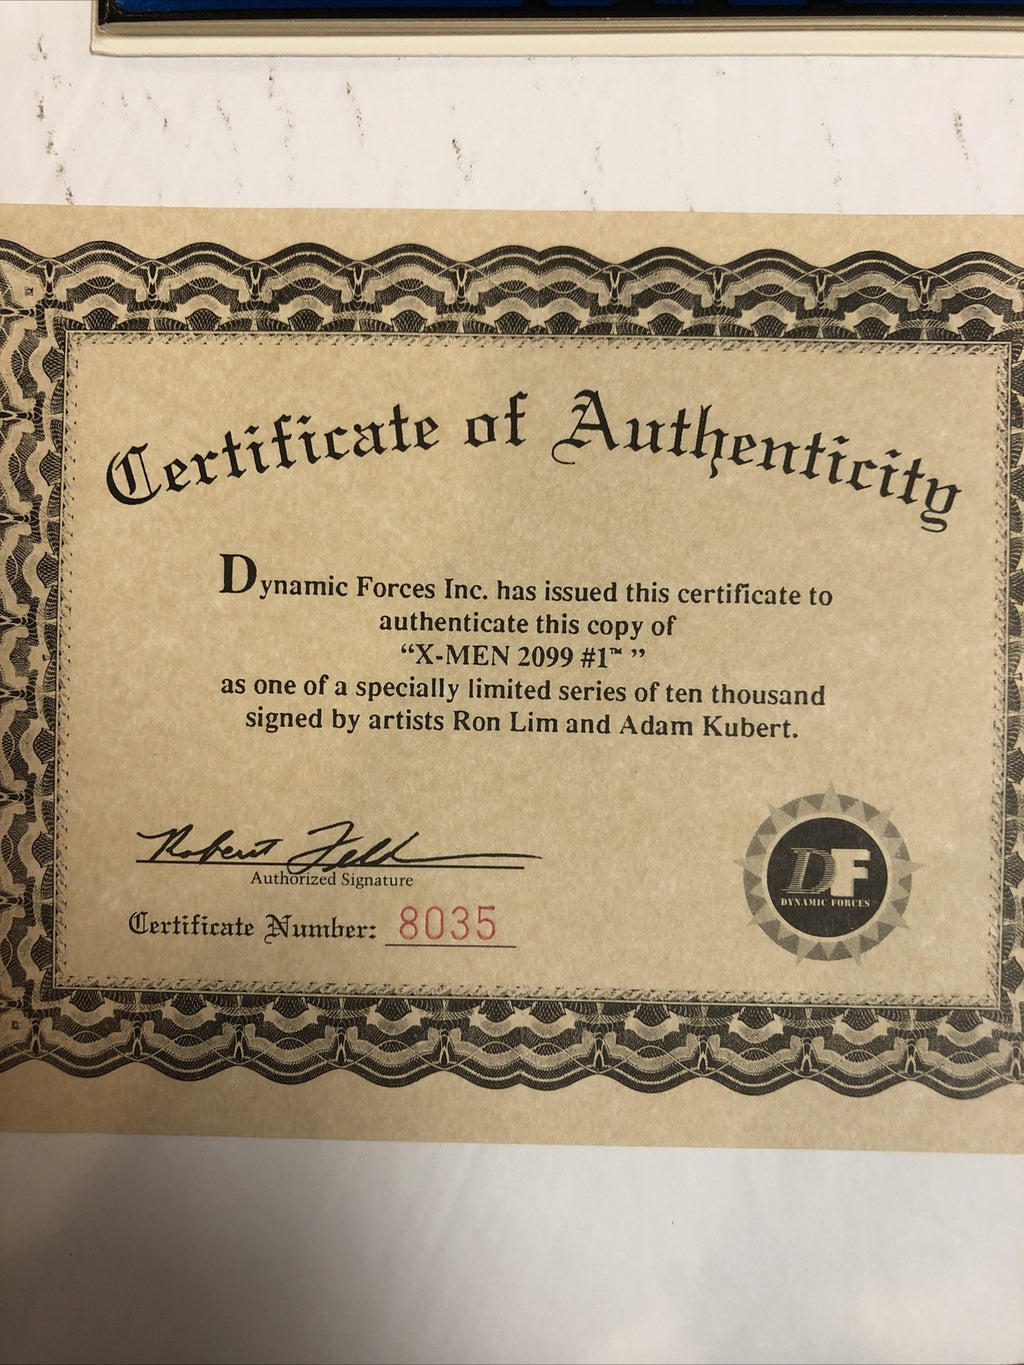 Certificate of Authenticity
Dynamic Forces Inc. has issued this certificate to
authenticate this copy of
“X-MEN 2099 #1™ ”
as one of a specially limited series of ten thousand
signed by artists Ron Lim and Adam Kubert.
Robert Feld
Authorized Signature
Certificate Number: 8035
DF
DYNAMIC FORCES